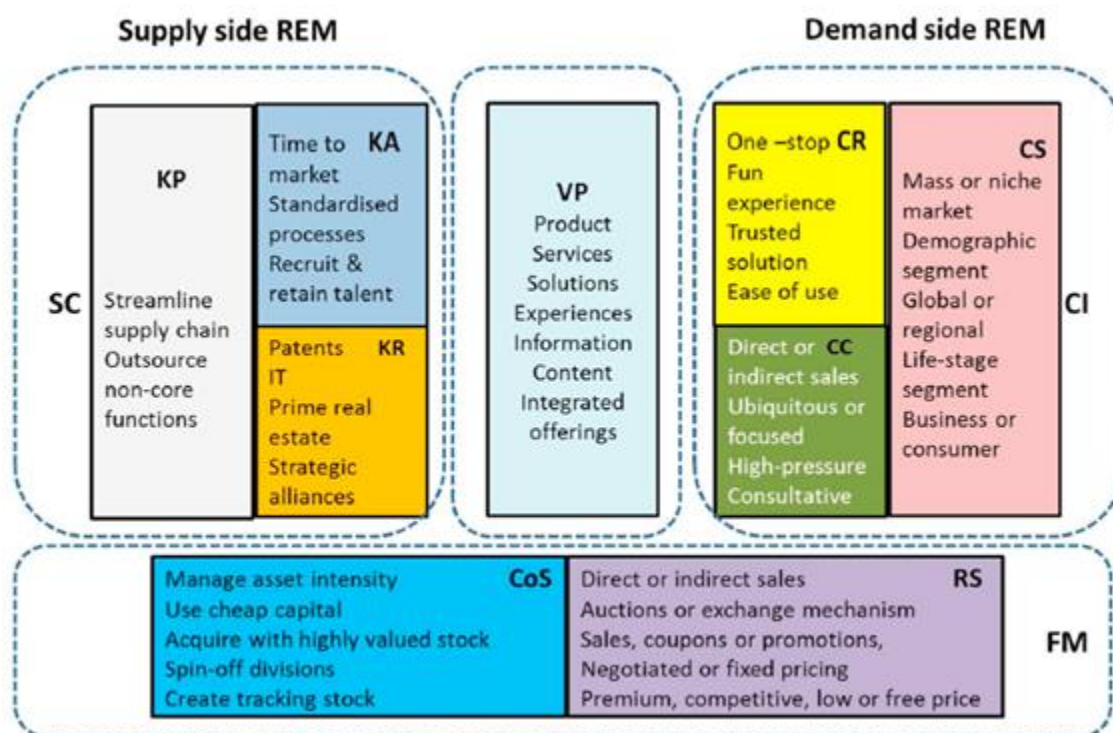 Supply side REM
Demand side REM
SC
KP
Streamline
supply chain
Outsource
non-core
functions
Time to KA
market
Standardised
processes
Recruit &
retain talent
Patents KR
IT
Prime real
estate
Strategic
alliances
VP
Product
Services
Solutions
Experiences
Information
Content
Integrated
offerings
One –stop CR
Fun
experience
Trusted
solution
Ease of use
Direct or CC
indirect sales
Ubiquitous or
focused
High-pressure
Consultative
CS
Mass or niche
market
Demographic
segment
Global or
regional
Life-stage
segment
Business or
consumer
CI
Manage asset intensity CoS
Use cheap capital
Acquire with highly valued stock
Spin-off divisions
Create tracking stock
Direct or indirect sales RS
Auctions or exchange mechanism
Sales, coupons or promotions,
Negotiated or fixed pricing
Premium, competitive, low or free price
FM